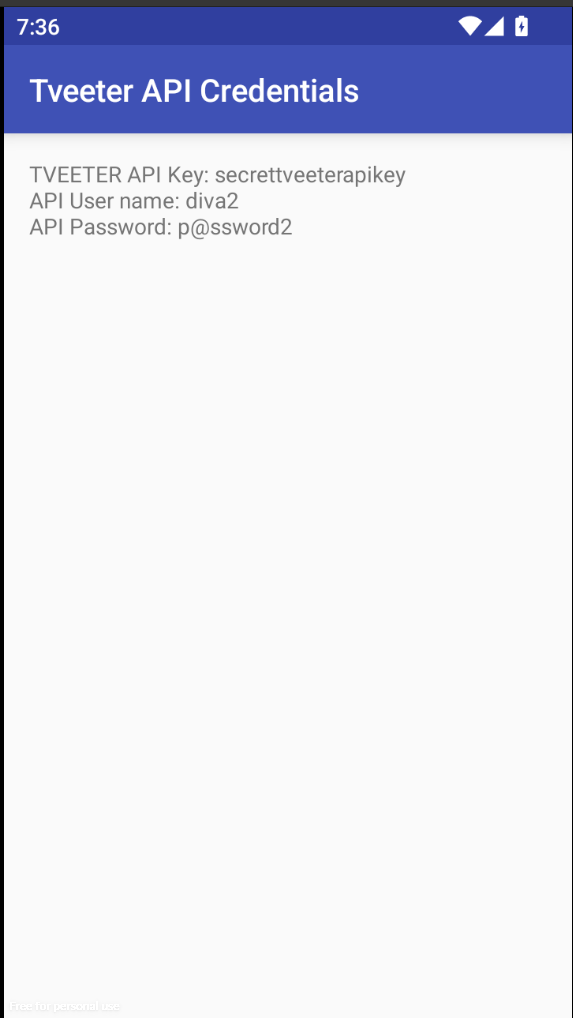 7:36
Tveeter API Credentials
TVEETER API Key: secrettveeterapikey
API User name: diva2
API Password: p@ssword2
Free for personal use